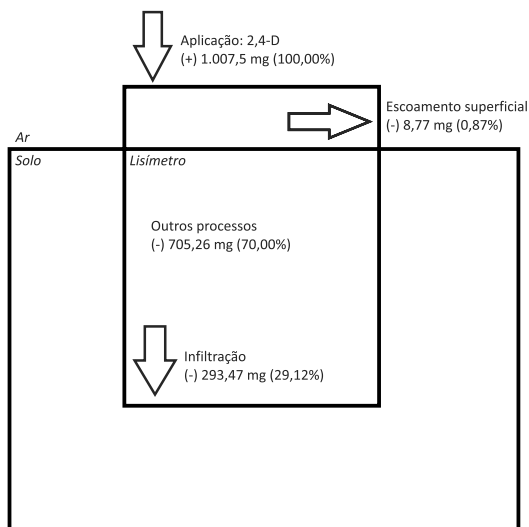 Aplicação: 2,4-D
(+) 1.007,5 mg (100,00%)
Escoamento superficial
(-) 8,77 mg (0,87%)
Ar
Solo
Lisímetro
Outros processos
(-) 705,26 mg (70,00%)
Infiltração
(-) 293,47 mg (29,12%)